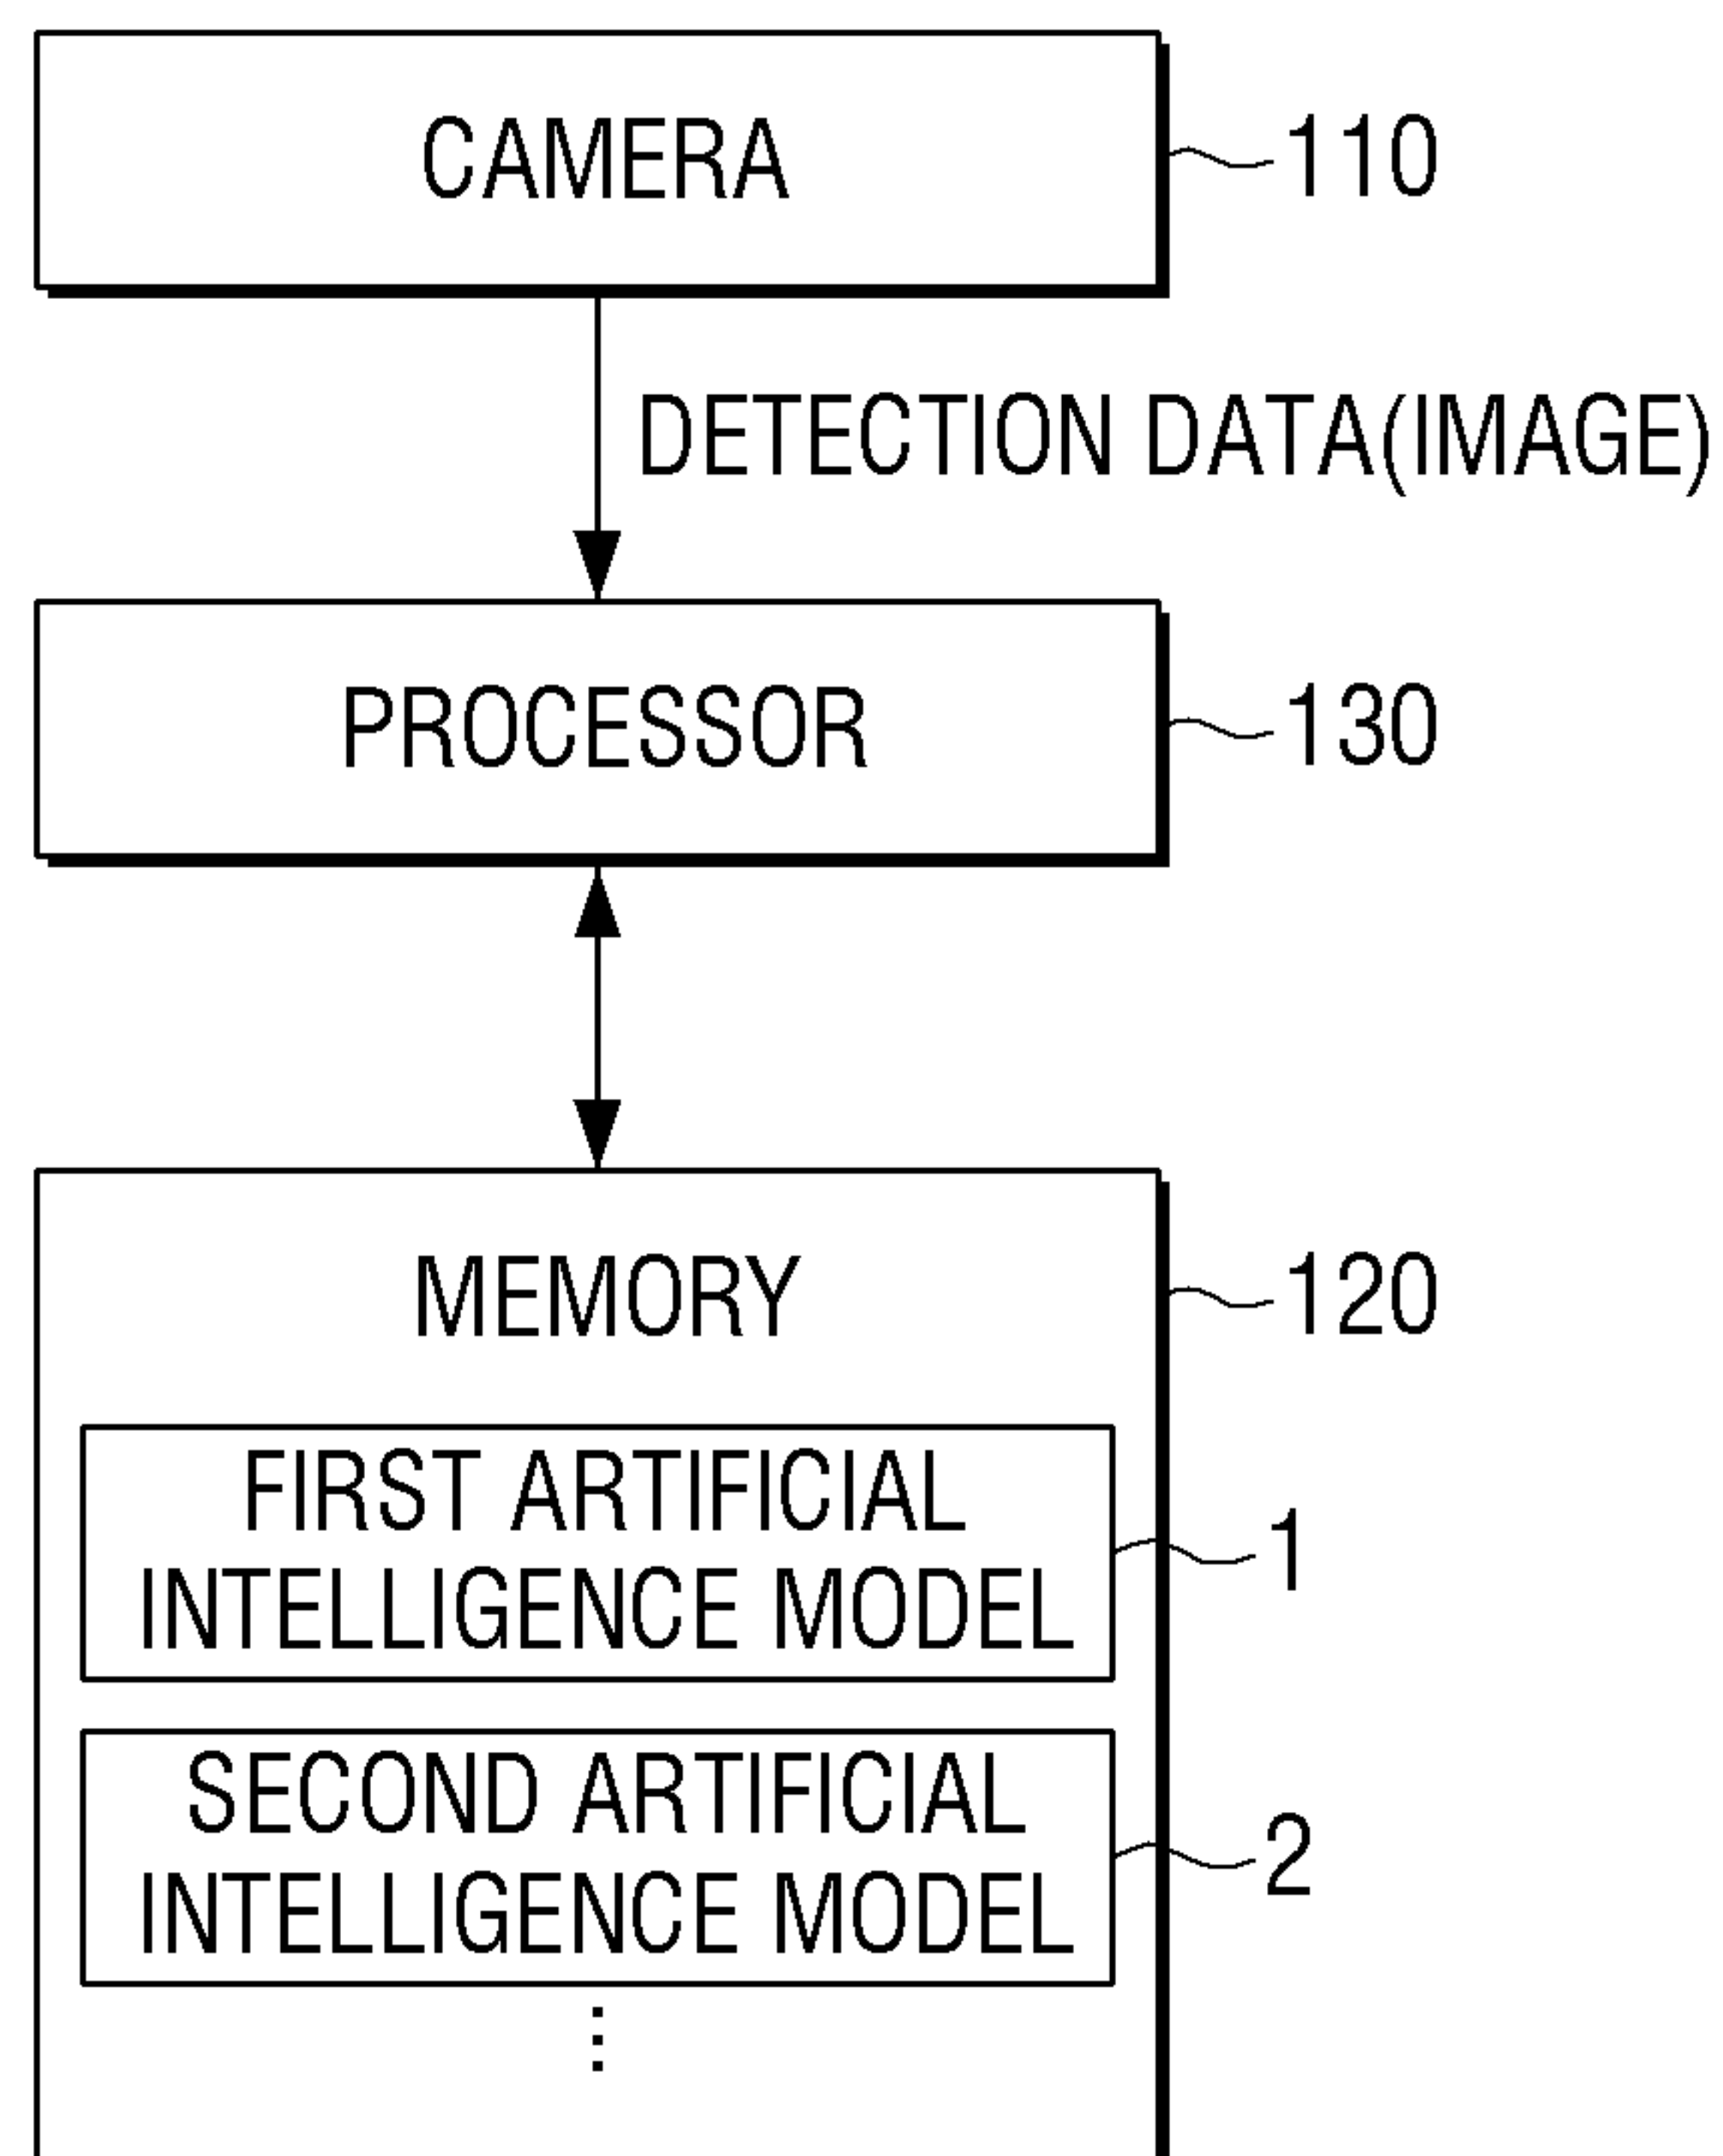 CAMERA
110
DETECTION DATA(IMAGE)
PROCESSOR
130
MEMORY
120
FIRST ARTIFICIAL
INTELLIGENCE MODEL
1
SECOND ARTIFICIAL
INTELLIGENCE MODEL
2